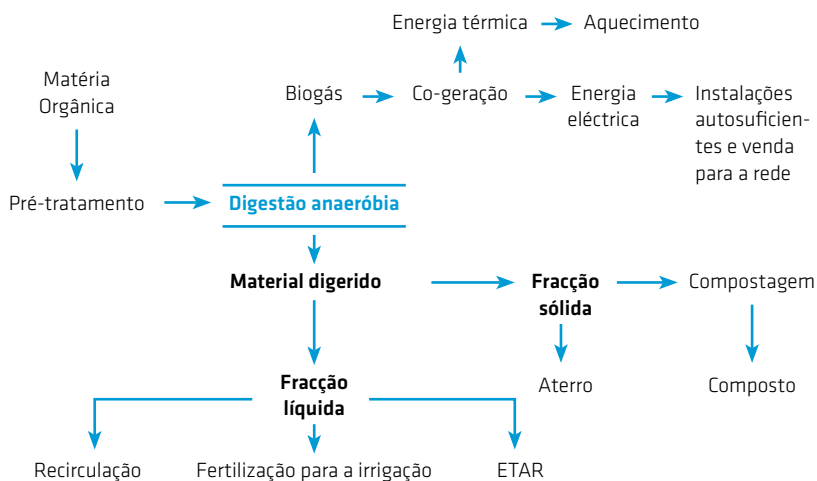 Energia térmica
Aquecimento
Matéria
Orgânica
Biogás
Co-geração
Energia
eléctrica
Instalações
autosuficien-
tes e venda
para a rede
Pré-tratamento
Digestão anaeróbia
Material digerido
Fracção
sólida
Compostagem
Aterro
Composto
Fracção
líquida
Recirculação
Fertilização para a irrigação
ETAR